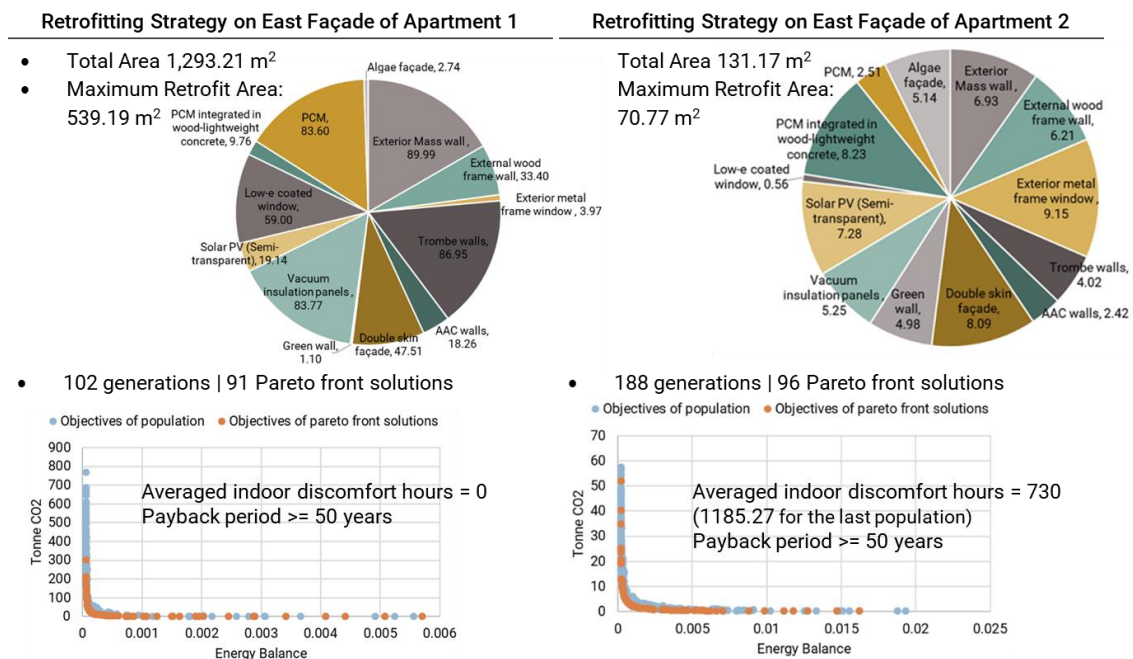 Retrofitting Strategy on East Façade of Apartment 1
• Total Area 1,293.21 m²
• Maximum Retrofit Area:
539.19 m²
Algae façade, 2.74
Exterior Mass wall ,
89.99
External wood
frame wall, 33.40
Exterior metal
frame window , 3.97
Trombe walls,
86.95
AAC walls,
18.26
Double skin
façade, 47.51
Green wall,
1.10
Vacuum
insulation panels ,
83.77
Solar PV (Semi-
transparent), 19.14
Low-e coated
window,
59.00
PCM integrated in
wood-lightweight
concrete, 9.76
PCM,
83.60
• 102 generations | 91 Pareto front solutions
Objectives of population
Objectives of pareto front solutions
Tonne CO2
900
800
700
600
500
400
300
200
100
0
Averaged indoor discomfort hours = 0
Payback period >= 50 years
0 0.001 0.002 0.003 0.004 0.005 0.006
Energy Balance
Retrofitting Strategy on East Façade of Apartment 2
Total Area 131.17 m²
Maximum Retrofit Area:
70.77 m²
Algae
façade,
5.14
Exterior
Mass wall ,
6.93
External wood
frame wall,
6.21
Exterior metal
frame window ,
9.15
Trombe walls,
4.02
AAC walls, 2.42
Double skin
façade,
8.09
Green
wall,
4.98
Vacuum
insulation panels ,
5.25
Solar PV (Semi-
transparent),
7.28
Low-e coated
window, 0.56
PCM integrated in
wood-lightweight
concrete, 8.23
PCM, 2.51
• 188 generations | 96 Pareto front solutions
Objectives of population
Objectives of pareto front solutions
Tonne CO2
70
60
50
40
30
20
10
0
Averaged indoor discomfort hours = 730
(1185.27 for the last population)
Payback period >= 50 years
0 0.005 0.01 0.015 0.02 0.025
Energy Balance